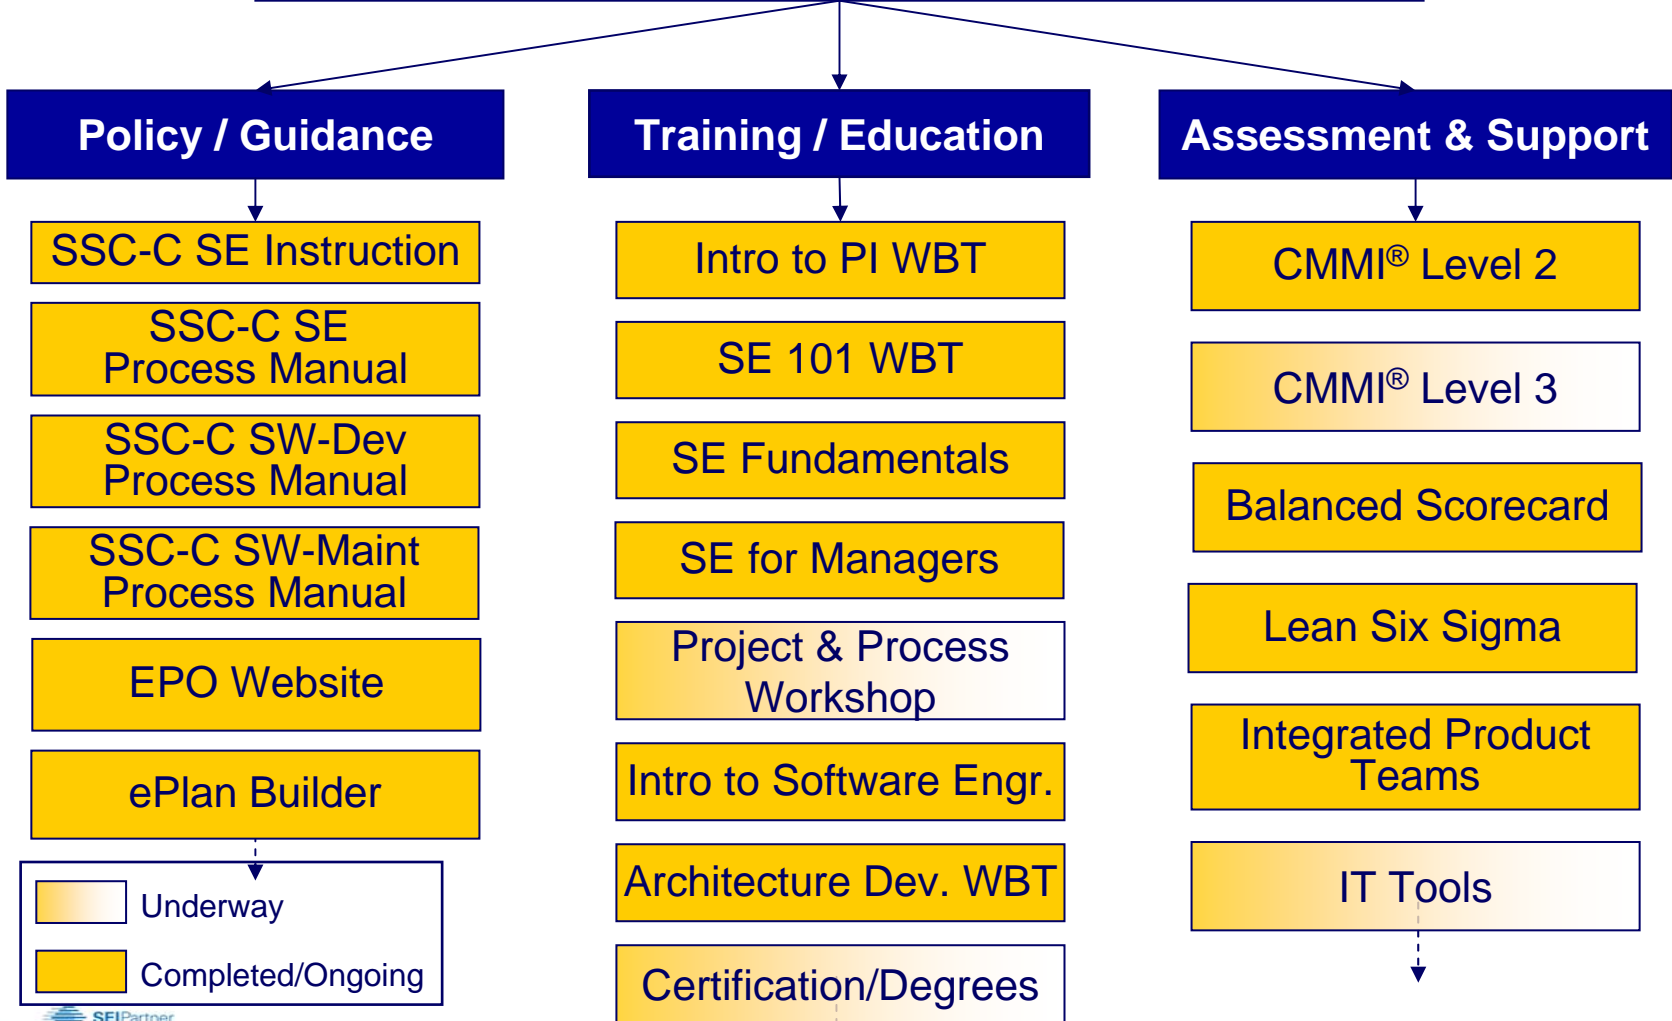 Policy / Guidance
SSC-C SE Instruction
SSC-C SE
Process Manual
SSC-C SW-Dev
Process Manual
SSC-C SW-Maint
Process Manual
EPO Website
ePlan Builder
Underway
Completed/Ongoing
SEI Partner
Training / Education
Intro to PI WBT
SE 101 WBT
SE Fundamentals
SE for Managers
Project & Process
Workshop
Intro to Software Engr.
Architecture Dev. WBT
Certification/Degrees
Assessment & Support
CMMI® Level 2
CMMI® Level 3
Balanced Scorecard
Lean Six Sigma
Integrated Product
Teams
IT Tools